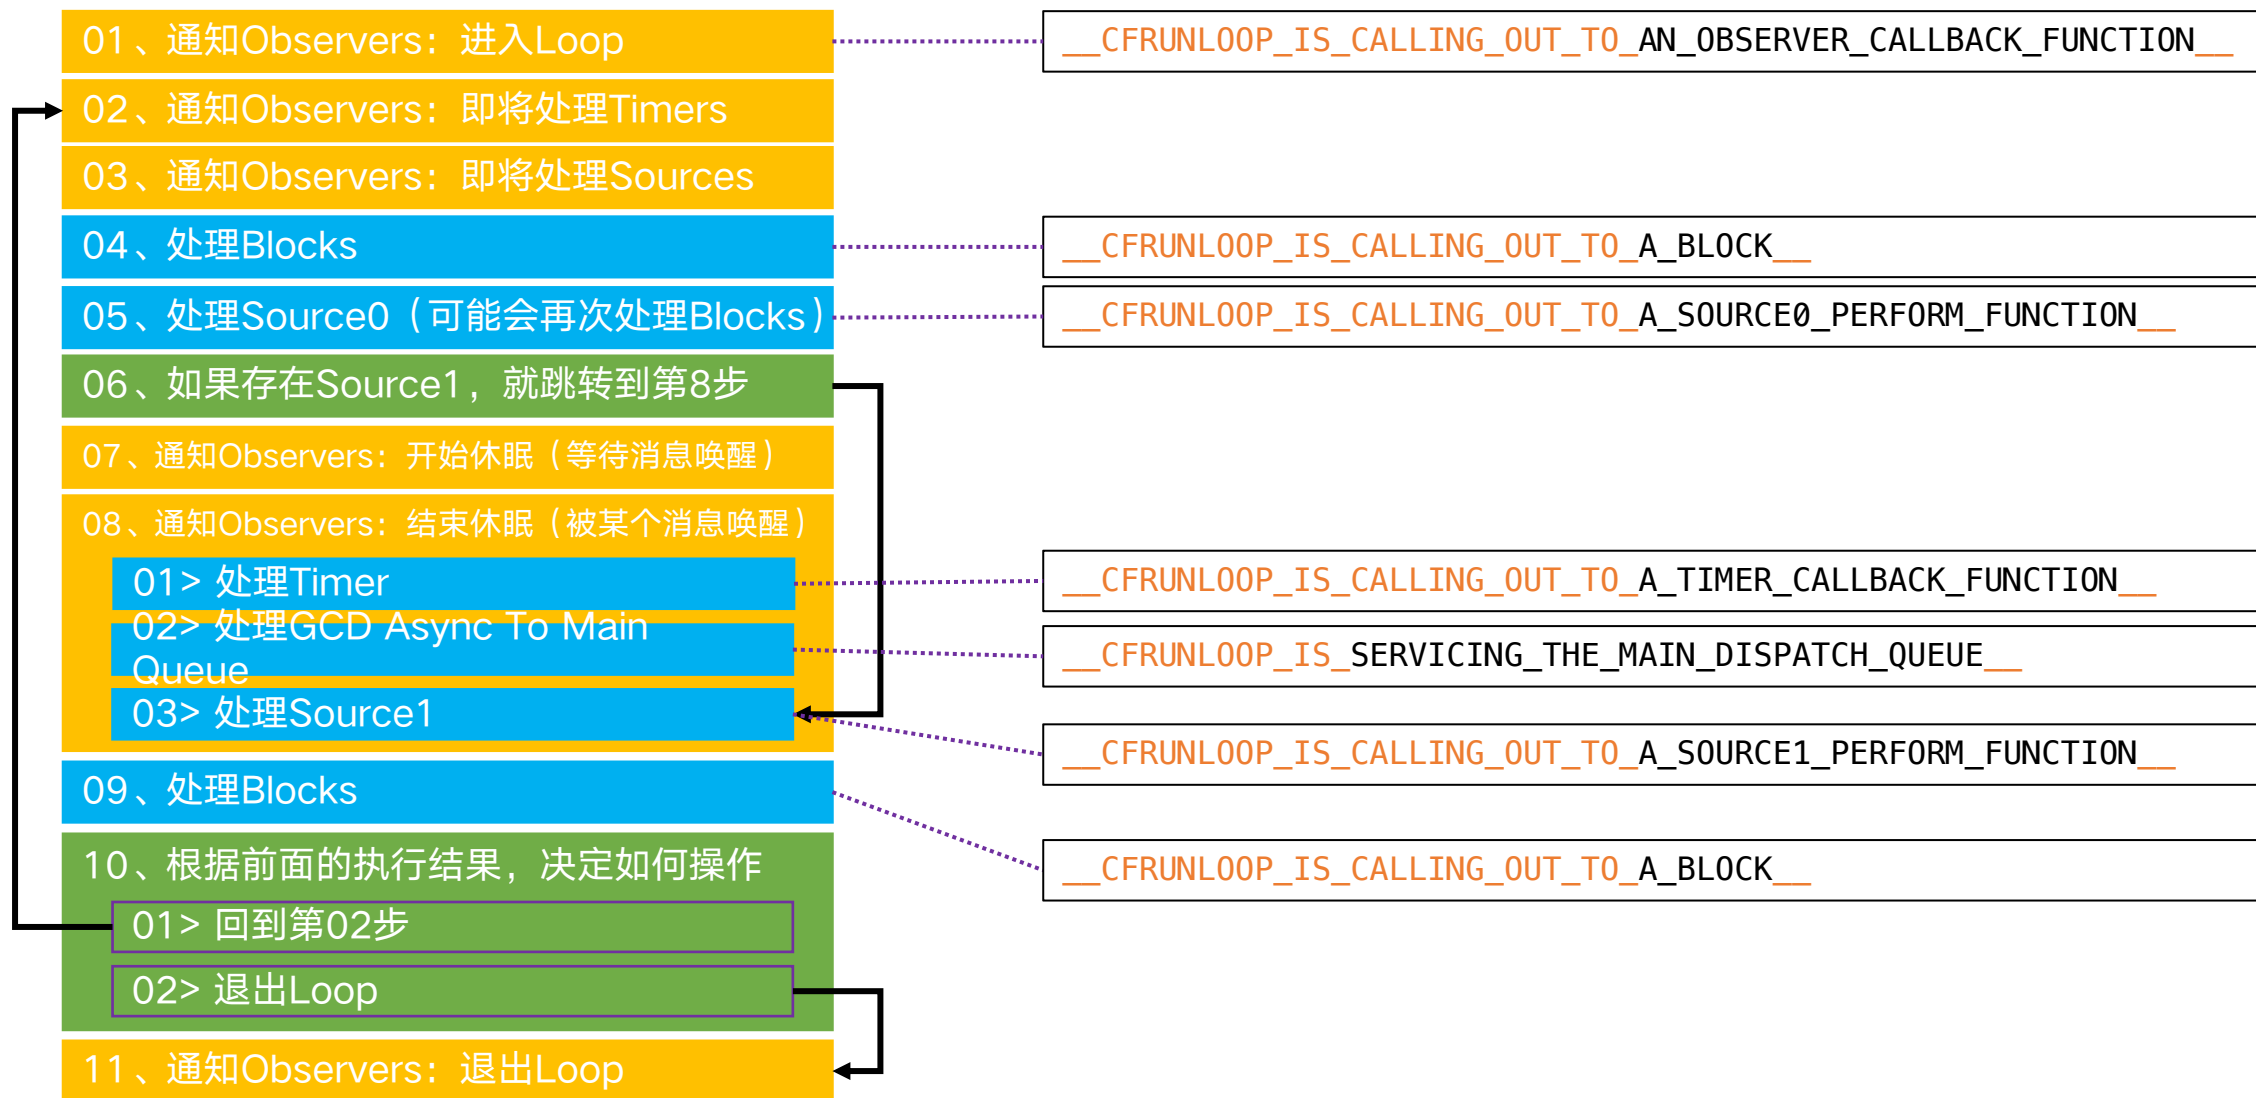 01、通知Observers：进入Loop
__CFRUNLOOP_IS_CALLING_OUT_TO_AN_OBSERVER_CALLBACK_FUNCTION__
02、通知Observers：即将处理Timers
03、通知Observers：即将处理Sources
04、处理Blocks
__CFRUNLOOP_IS_CALLING_OUT_TO_A_BLOCK__
05、处理Source0（可能会再次处理Blocks）
__CFRUNLOOP_IS_CALLING_OUT_TO_A_SOURCE0_PERFORM_FUNCTION__
06、如果存在Source1，就跳转到第8步
07、通知Observers：开始休眠（等待消息唤醒）
08、通知Observers：结束休眠（被某个消息唤醒）
01> 处理Timer
__CFRUNLOOP_IS_CALLING_OUT_TO_A_TIMER_CALLBACK_FUNCTION__
02> 处理GCD Async To Main
Queue
__CFRUNLOOP_IS_SERVICING_THE_MAIN_DISPATCH_QUEUE__
03> 处理Source1
__CFRUNLOOP_IS_CALLING_OUT_TO_A_SOURCE1_PERFORM_FUNCTION__
09、处理Blocks
__CFRUNLOOP_IS_CALLING_OUT_TO_A_BLOCK__
10、根据前面的执行结果，决定如何操作
01> 回到第02步
02> 退出Loop
11、通知Observers：退出Loop